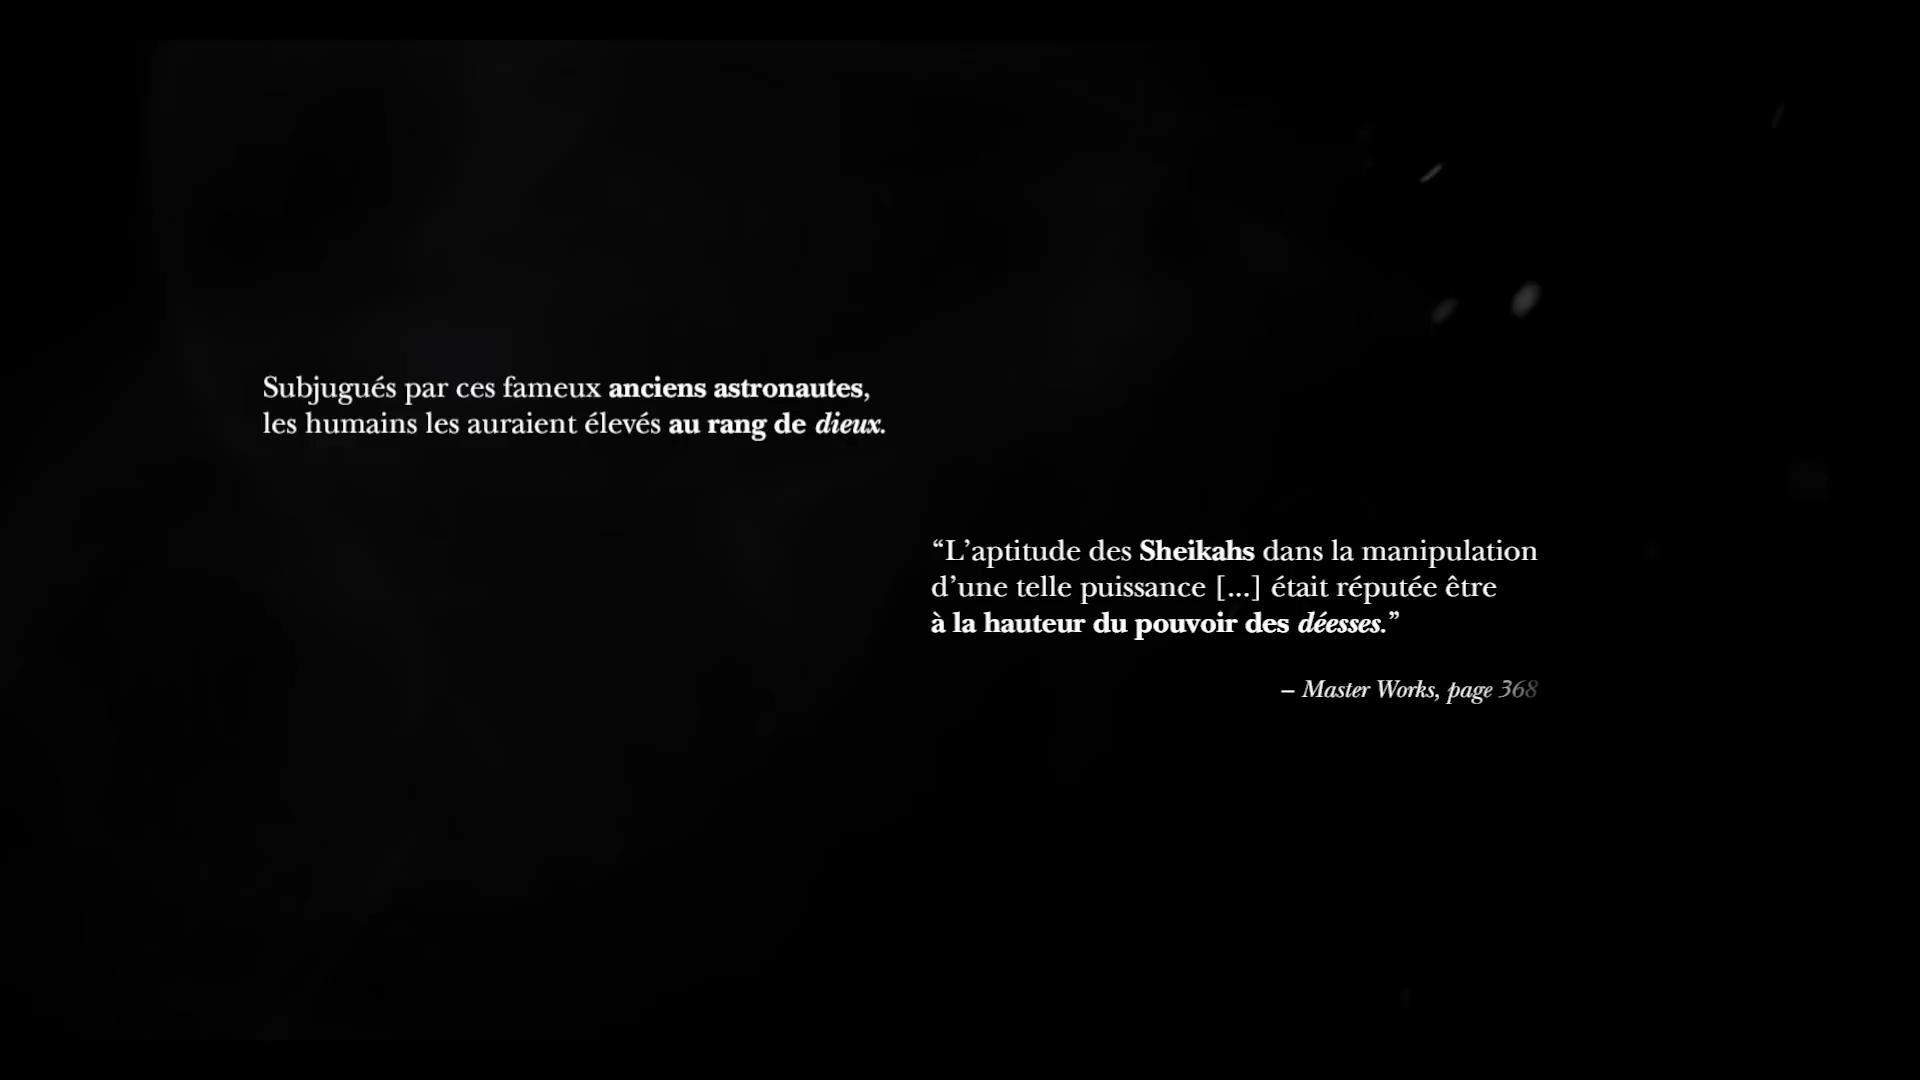 Subjugués par ces fameux anciens astronautes,
les humains les auraient élevés au rang de dieux.
“L’aptitude des Sheikahs dans la manipulation
d’une telle puissance [...] était réputée être
à la hauteur du pouvoir des déesses.”
– Master Works, page 368